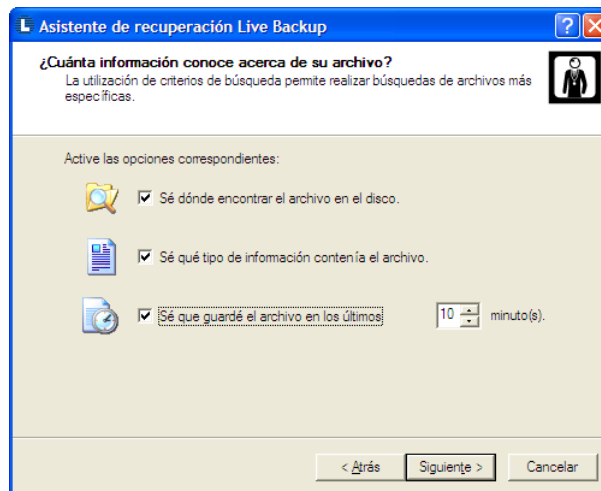 Asistente de recuperación Live Backup
¿Cuánta información conoce acerca de su archivo?
La utilización de criterios de búsqueda permite realizar búsquedas de archivos más
específicas.
Active las opciones correspondientes:
Sé dónde encontrar el archivo en el disco.
Sé qué tipo de información contenía el archivo.
Sé que guardé el archivo en los últimos 10 minuto(s).
< Atrás Siguiente > Cancelar